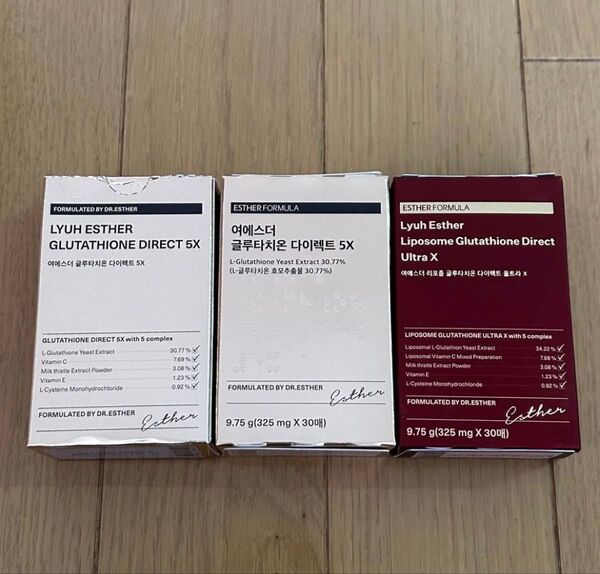 FORMULATED BY DR.ESTHER
LYUH ESTHER
GLUTATHIONE DIRECT 5X
여에스더 글루타치온 다이렉트 5X
GLUTATHIONE DIRECT 5X with 5 complex
L-Glutathione Yeast Extract 30.77 %
Vitamin C 7.69 %
Milk thistle Extract Powder 3.08 %
Vitamin E 1.23 %
L-Cysteine Monohydrochloride 0.92 %
FORMULATED BY DR.ESTHER
Esther
ESTHER FORMULA
여에스더
글루타치온 다이렉트 5X
L-Glutathione Yeast Extract 30.77%
(L-글루타치온 효모추출물 30.77%)
FORMULATED BY DR.ESTHER
Esther
9.75 g(325 mg X 30매)
ESTHER FORMULA
Lyuh Esther
Liposome Glutathione Direct
Ultra X
여에스더 리포좀 글루타치온 다이렉트 울트라 X
LIPOSOME GLUTATHIONE ULTRA X with 5 complex
Liposomal L-Glutathion Yeast Extract 34.22 %
Liposomal Vitamin C Mixed Preparation 7.69 %
Milk thistle Extract Powder 3.08 %
Vitamin E 1.23 %
L-Cysteine Monohydrochloride 0.92 %
FORMULATED BY DR.ESTHER
Esther
9.75 g(325 mg X 30매)